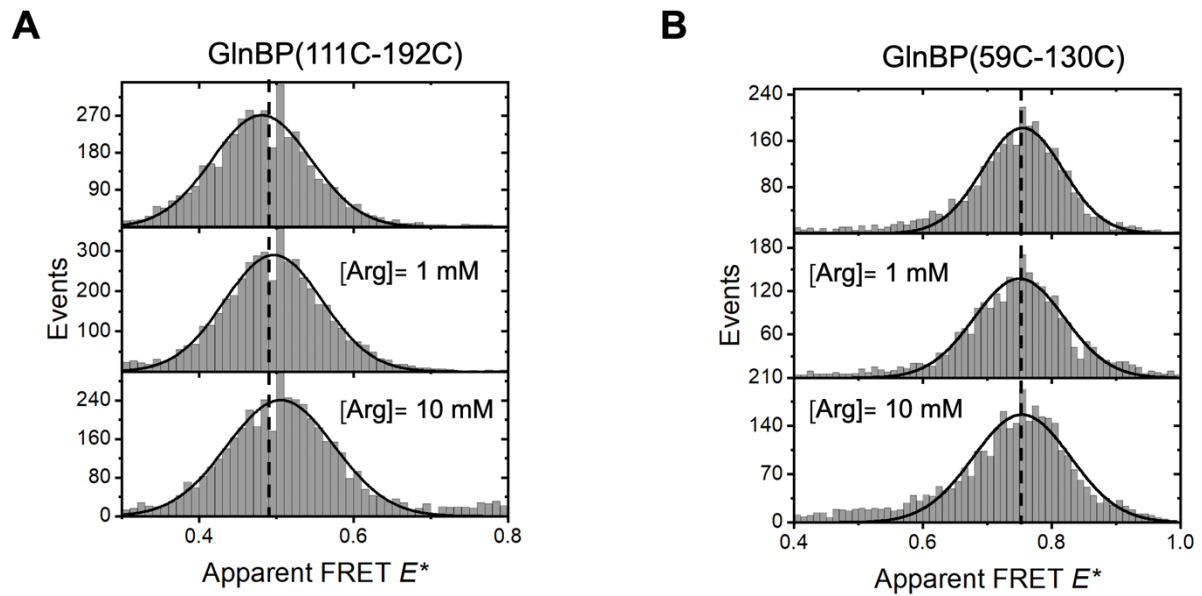 A
GlnBP(111C-192C)
270
180
90
300
[Arg]= 1 mM
200
100
240
[Arg]= 10 mM
160
80
0
Events
0.4
0.6
0.8
Apparent FRET E*
B
GlnBP(59C-130C)
240
160
80
180
[Arg]= 1 mM
120
60
210
[Arg]= 10 mM
140
70
0
Events
0.4
0.6
0.8
1.0
Apparent FRET E*